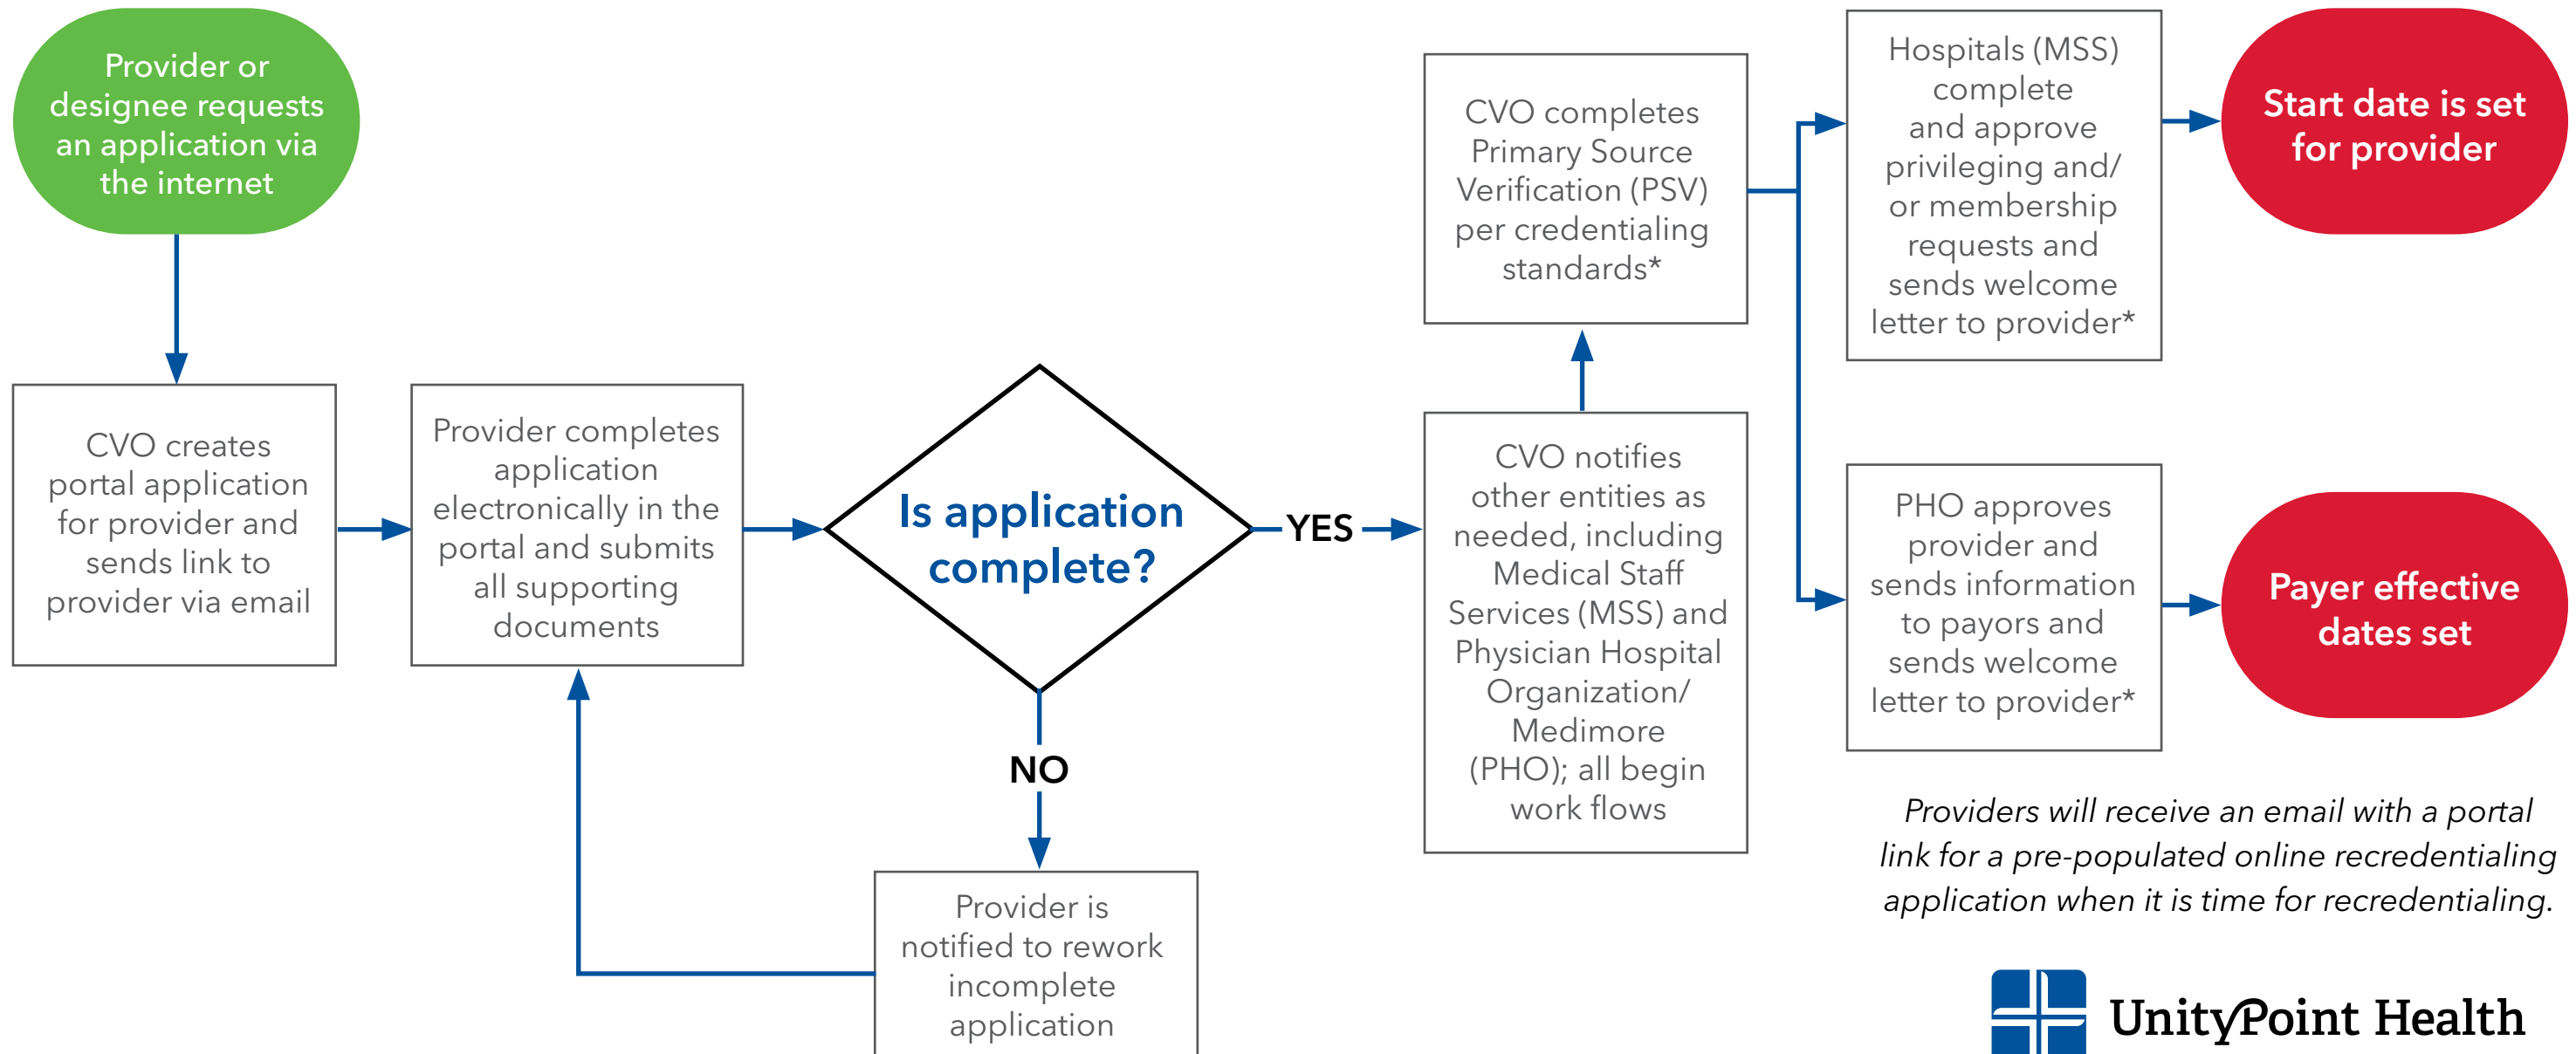 Provider or
designee requests
an application via
the internet
CVO creates
portal application
for provider and
sends link to
provider via email
Provider completes
application
electronically in the
portal and submits
all supporting
documents
Is application
complete?
NO
Provider is
notified to rework
incomplete
application
YES
CVO notifies
other entities as
needed, including
Medical Staff
Services (MSS) and
Physician Hospital
Organization/
Medimore
(PHO); all begin
work flows
CVO completes
Primary Source
Verification (PSV)
per credentialing
standards*
Hospitals (MSS)
complete
and approve
privileging and/
or membership
requests and
sends welcome
letter to provider*
Start date is set
for provider
PHO approves
provider and
sends information
to payors and
sends welcome
letter to provider*
Payer effective
dates set
Providers will receive an email with a portal
link for a pre-populated online recredentialing
application when it is time for recredentialing.
UnityPoint Health